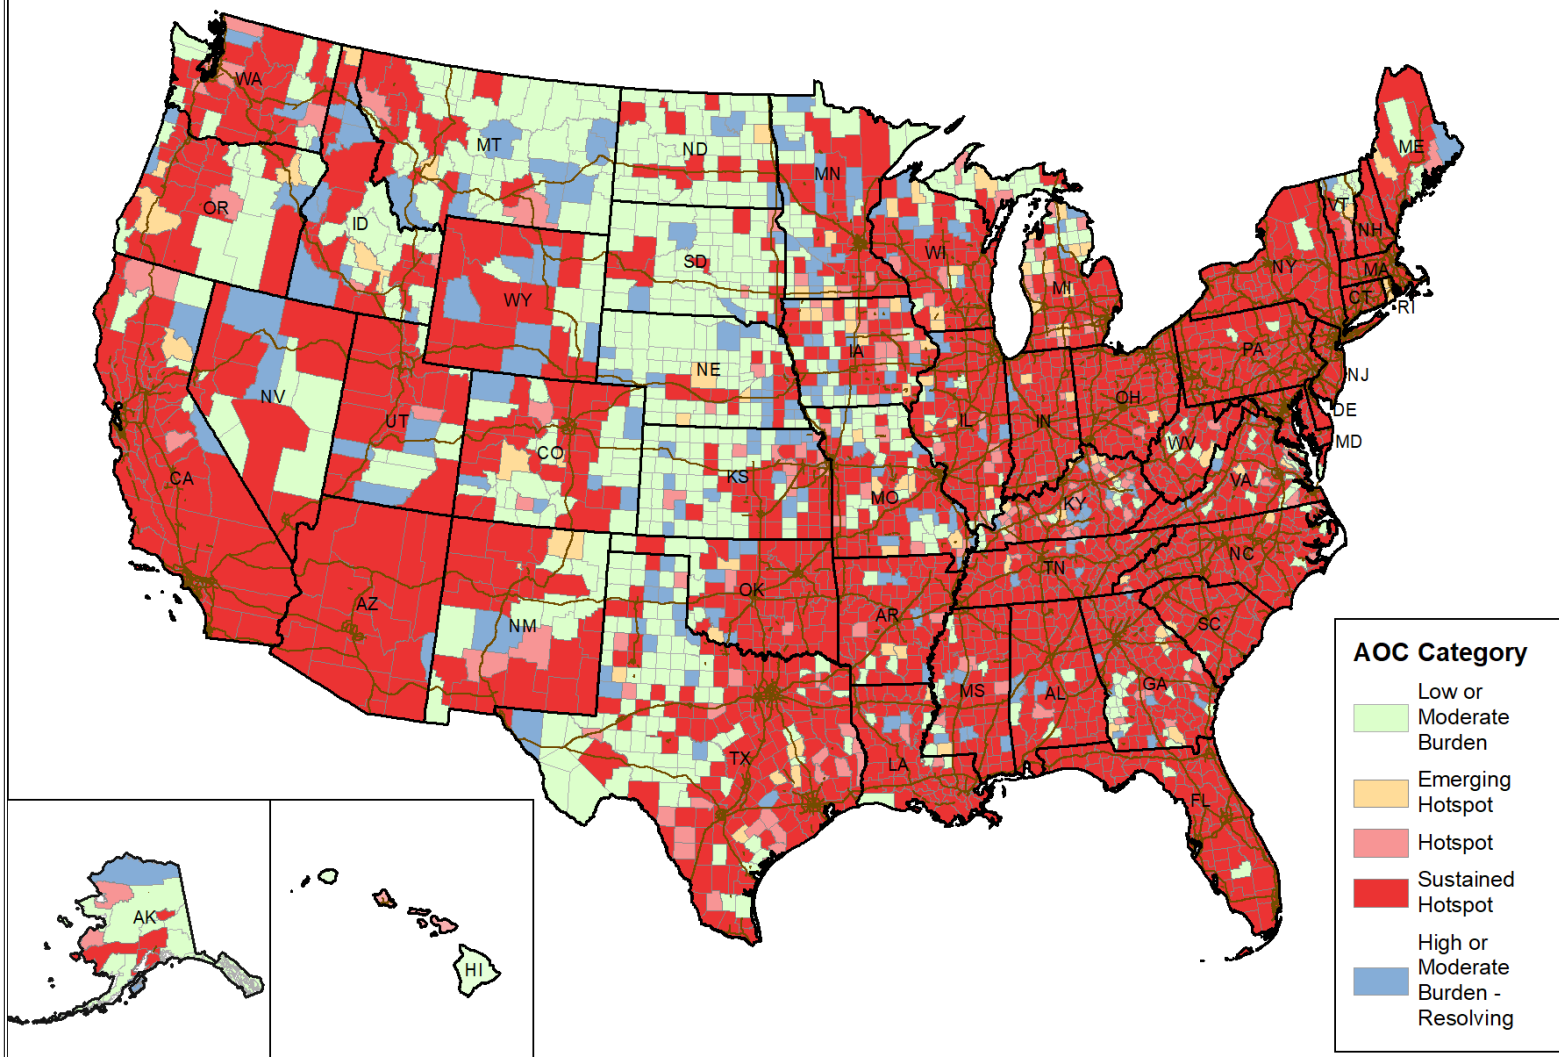 WA
MT
ND
MN
ME
OR
ID
SD
WI
VT
NH
NY
MA
MI
WY
CT
RI
IA
PA
NE
NV
NJ
OH
UT
IL
IN
DE
MD
CO
WV
CA
KS
MO
VA
KY
NC
TN
OK
AZ
AR
NM
SC
MS
AL
GA
TX
LA
FL
AK
HI
AOC Category
Low or
Moderate
Burden
Emerging
Hotspot
Hotspot
Sustained
Hotspot
High or
Moderate
Burden -
Resolving